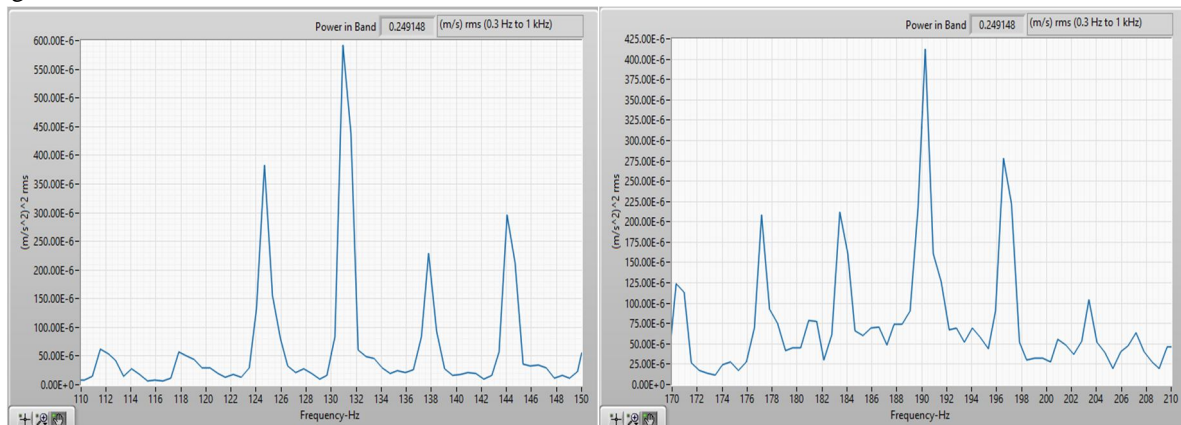 Power in Band 0.249148 (m/s) rms (0.3 Hz to 1 kHz)
600.00E-6
550.00E-6
500.00E-6
450.00E-6
400.00E-6
350.00E-6
300.00E-6
250.00E-6
200.00E-6
150.00E-6
100.00E-6
50.00E-6
0.00E+0
(m/s^2)^2 rms
110 112 114 116 118 120 122 124 126 128 130 132 134 136 138 140 142 144 146 148 150
Frequency-Hz
Power in Band 0.249148 (m/s) rms (0.3 Hz to 1 kHz)
425.00E-6
400.00E-6
375.00E-6
350.00E-6
325.00E-6
300.00E-6
275.00E-6
250.00E-6
225.00E-6
200.00E-6
175.00E-6
150.00E-6
125.00E-6
100.00E-6
75.00E-6
50.00E-6
25.00E-6
0.00E+0
(m/s^2)^2 rms
170 172 174 176 178 180 182 184 186 188 190 192 194 196 198 200 202 204 206 208 210
Frequency-Hz